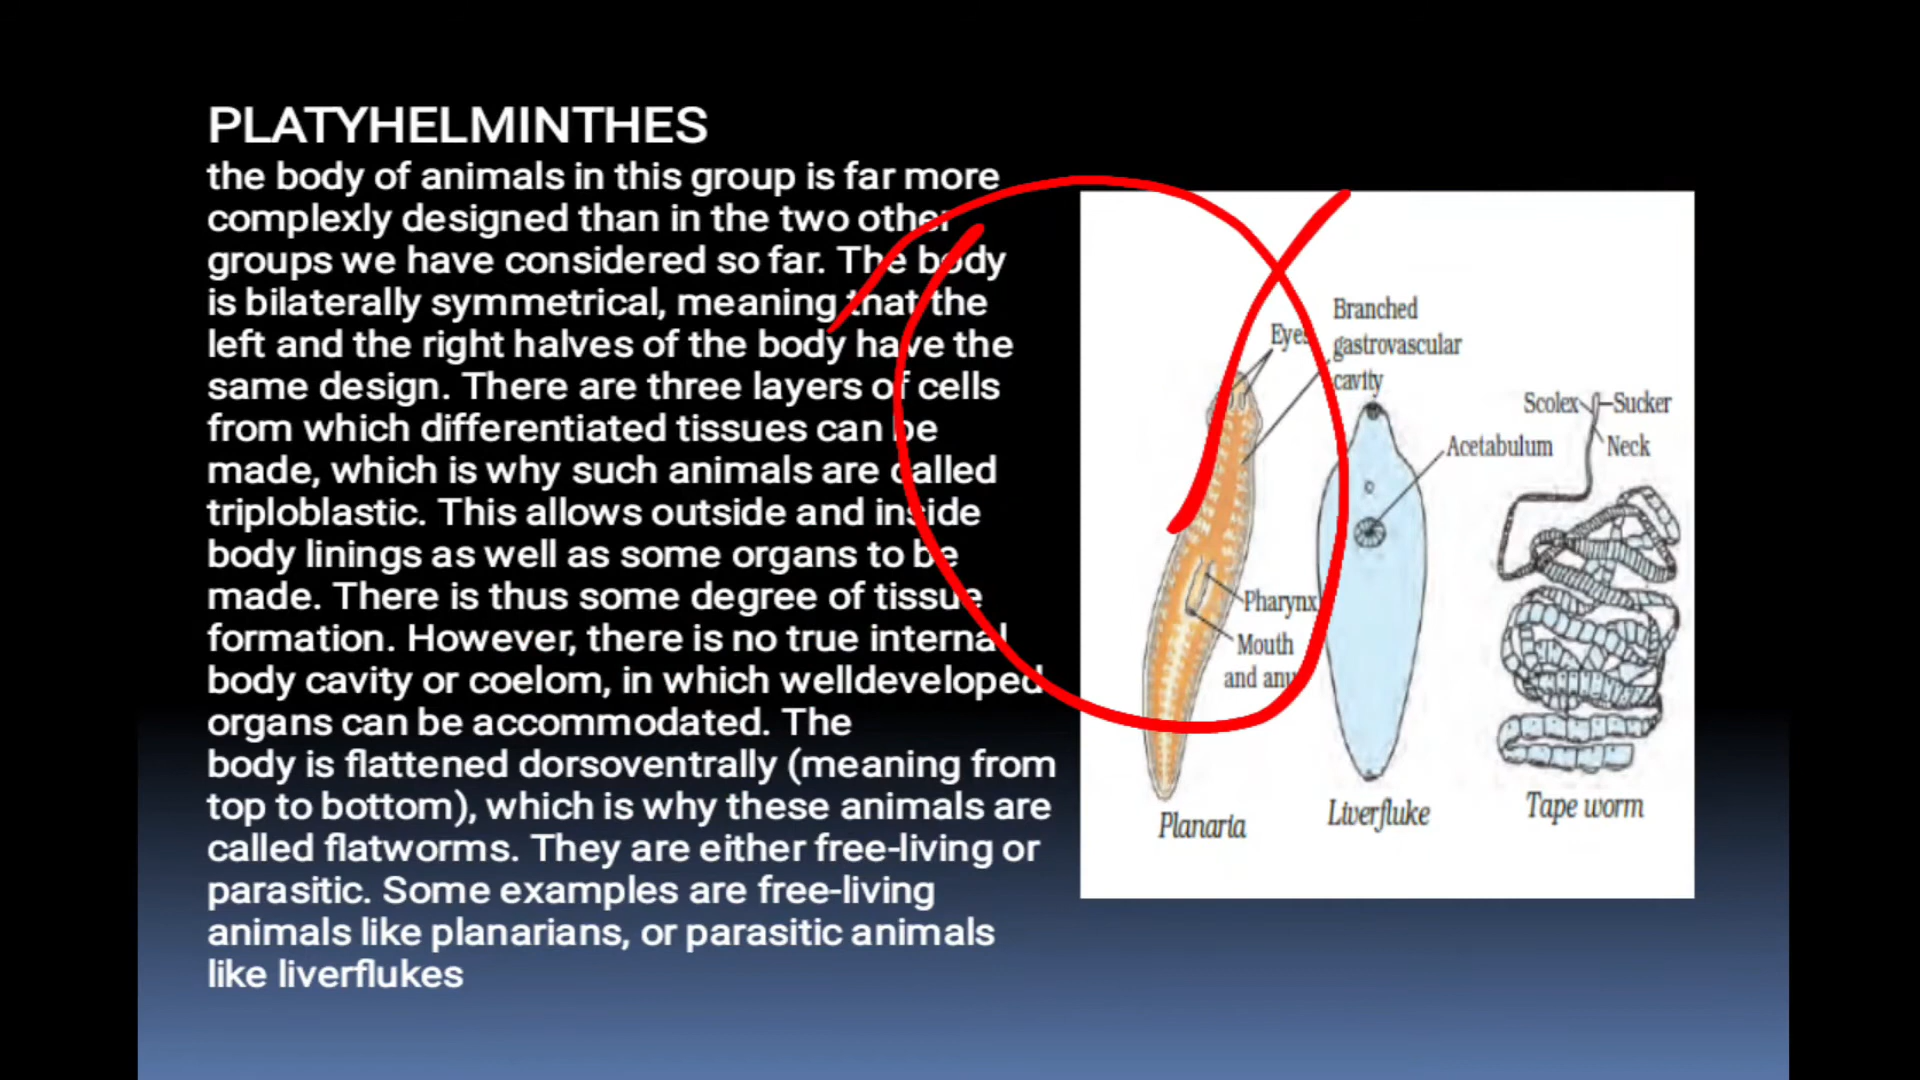 PLATYHELMINTHES
the body of animals in this group is far more
complexly designed than in the two other
groups we have considered so far. The body
is bilaterally symmetrical, meaning that the
left and the right halves of the body have the
same design. There are three layers of cells
from which differentiated tissues can be
made, which is why such animals are called
triploblastic. This allows outside and inside
body linings as well as some organs to be
made. There is thus some degree of tissue
formation. However, there is no true internal
body cavity or coelom, in which welldeveloped
organs can be accommodated. The
body is flattened dorsoventrally (meaning from
top to bottom), which is why these animals are
called flatworms. They are either free-living or
parasitic. Some examples are free-living
animals like planarians, or parasitic animals
like liverflukes
Branched
gastrovascular
cavity
Eyes
Pharynx
Mouth
and anus
Planaria
Acetabulum
Liverfluke
Scolex
Sucker
Neck
Tape worm